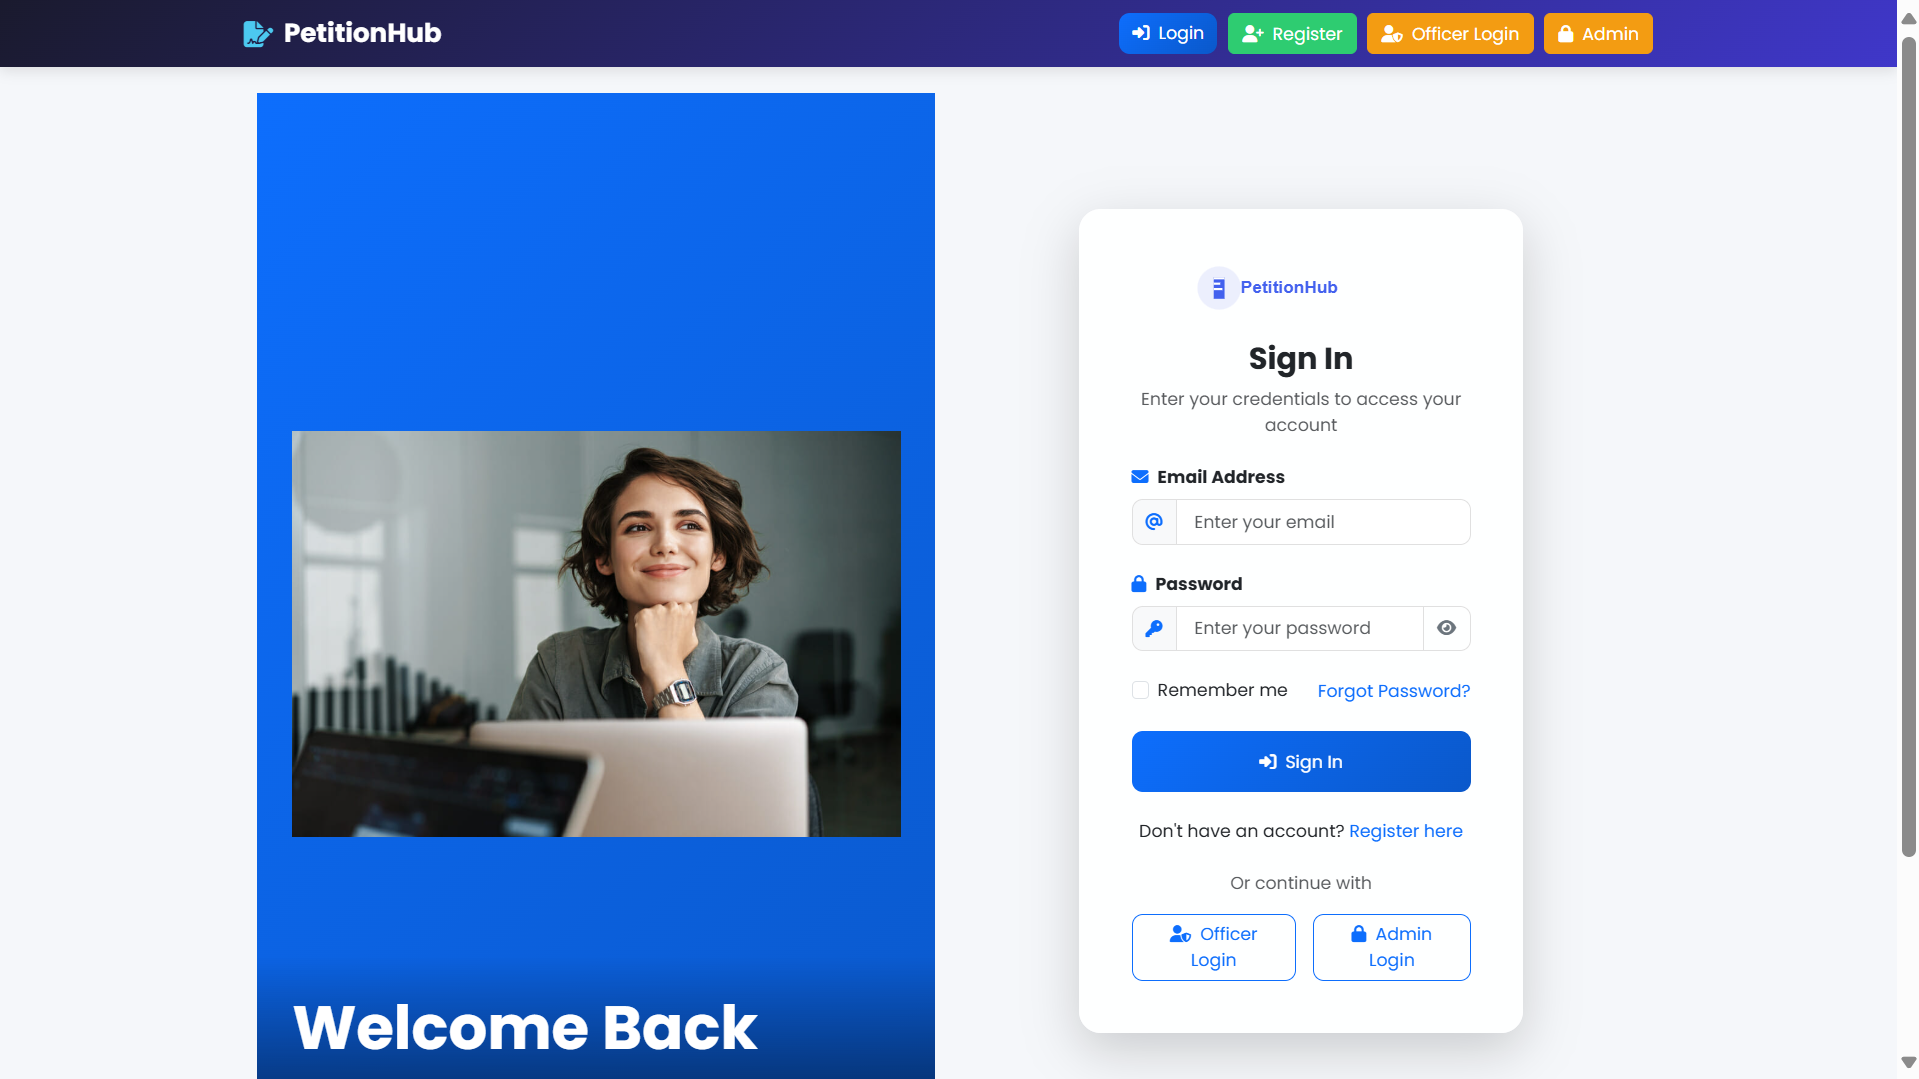 PetitionHub
Login
Register
Officer Login
Admin
Welcome Back
PetitionHub
Sign In
Enter your credentials to access your
account
Email Address
@ Enter your email
Password
Enter your password
Remember me
Forgot Password?
Sign In
Don't have an account? Register here
Or continue with
Officer
Login
Admin
Login